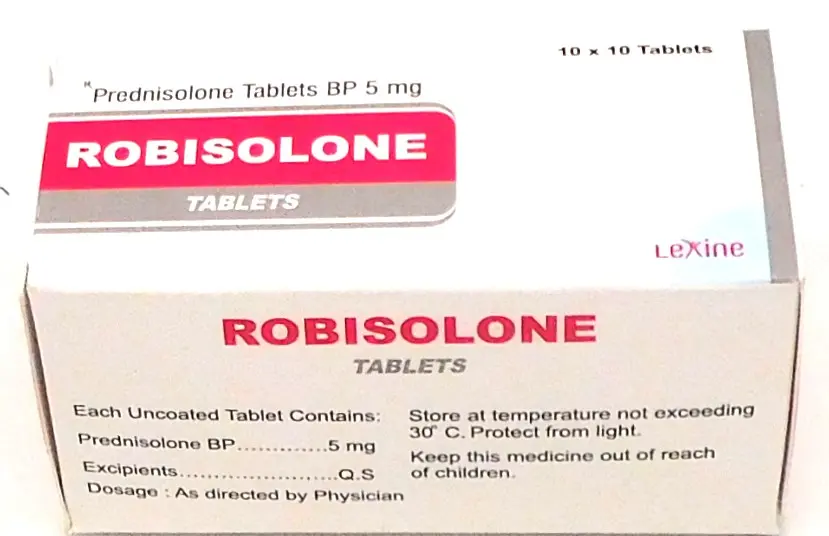 10 x 10 Tablets
Prednisolone Tablets BP 5 mg
ROBISOLONE
TABLETS
Lexine
ROBISOLONE
TABLETS
Each Uncoated Tablet Contains:
Prednisolone BP.............5 mg
Excipients.......................Q.S
Dosage : As directed by Physician
Store at temperature not exceeding
30° C. Protect from light.
Keep this medicine out of reach
of children.